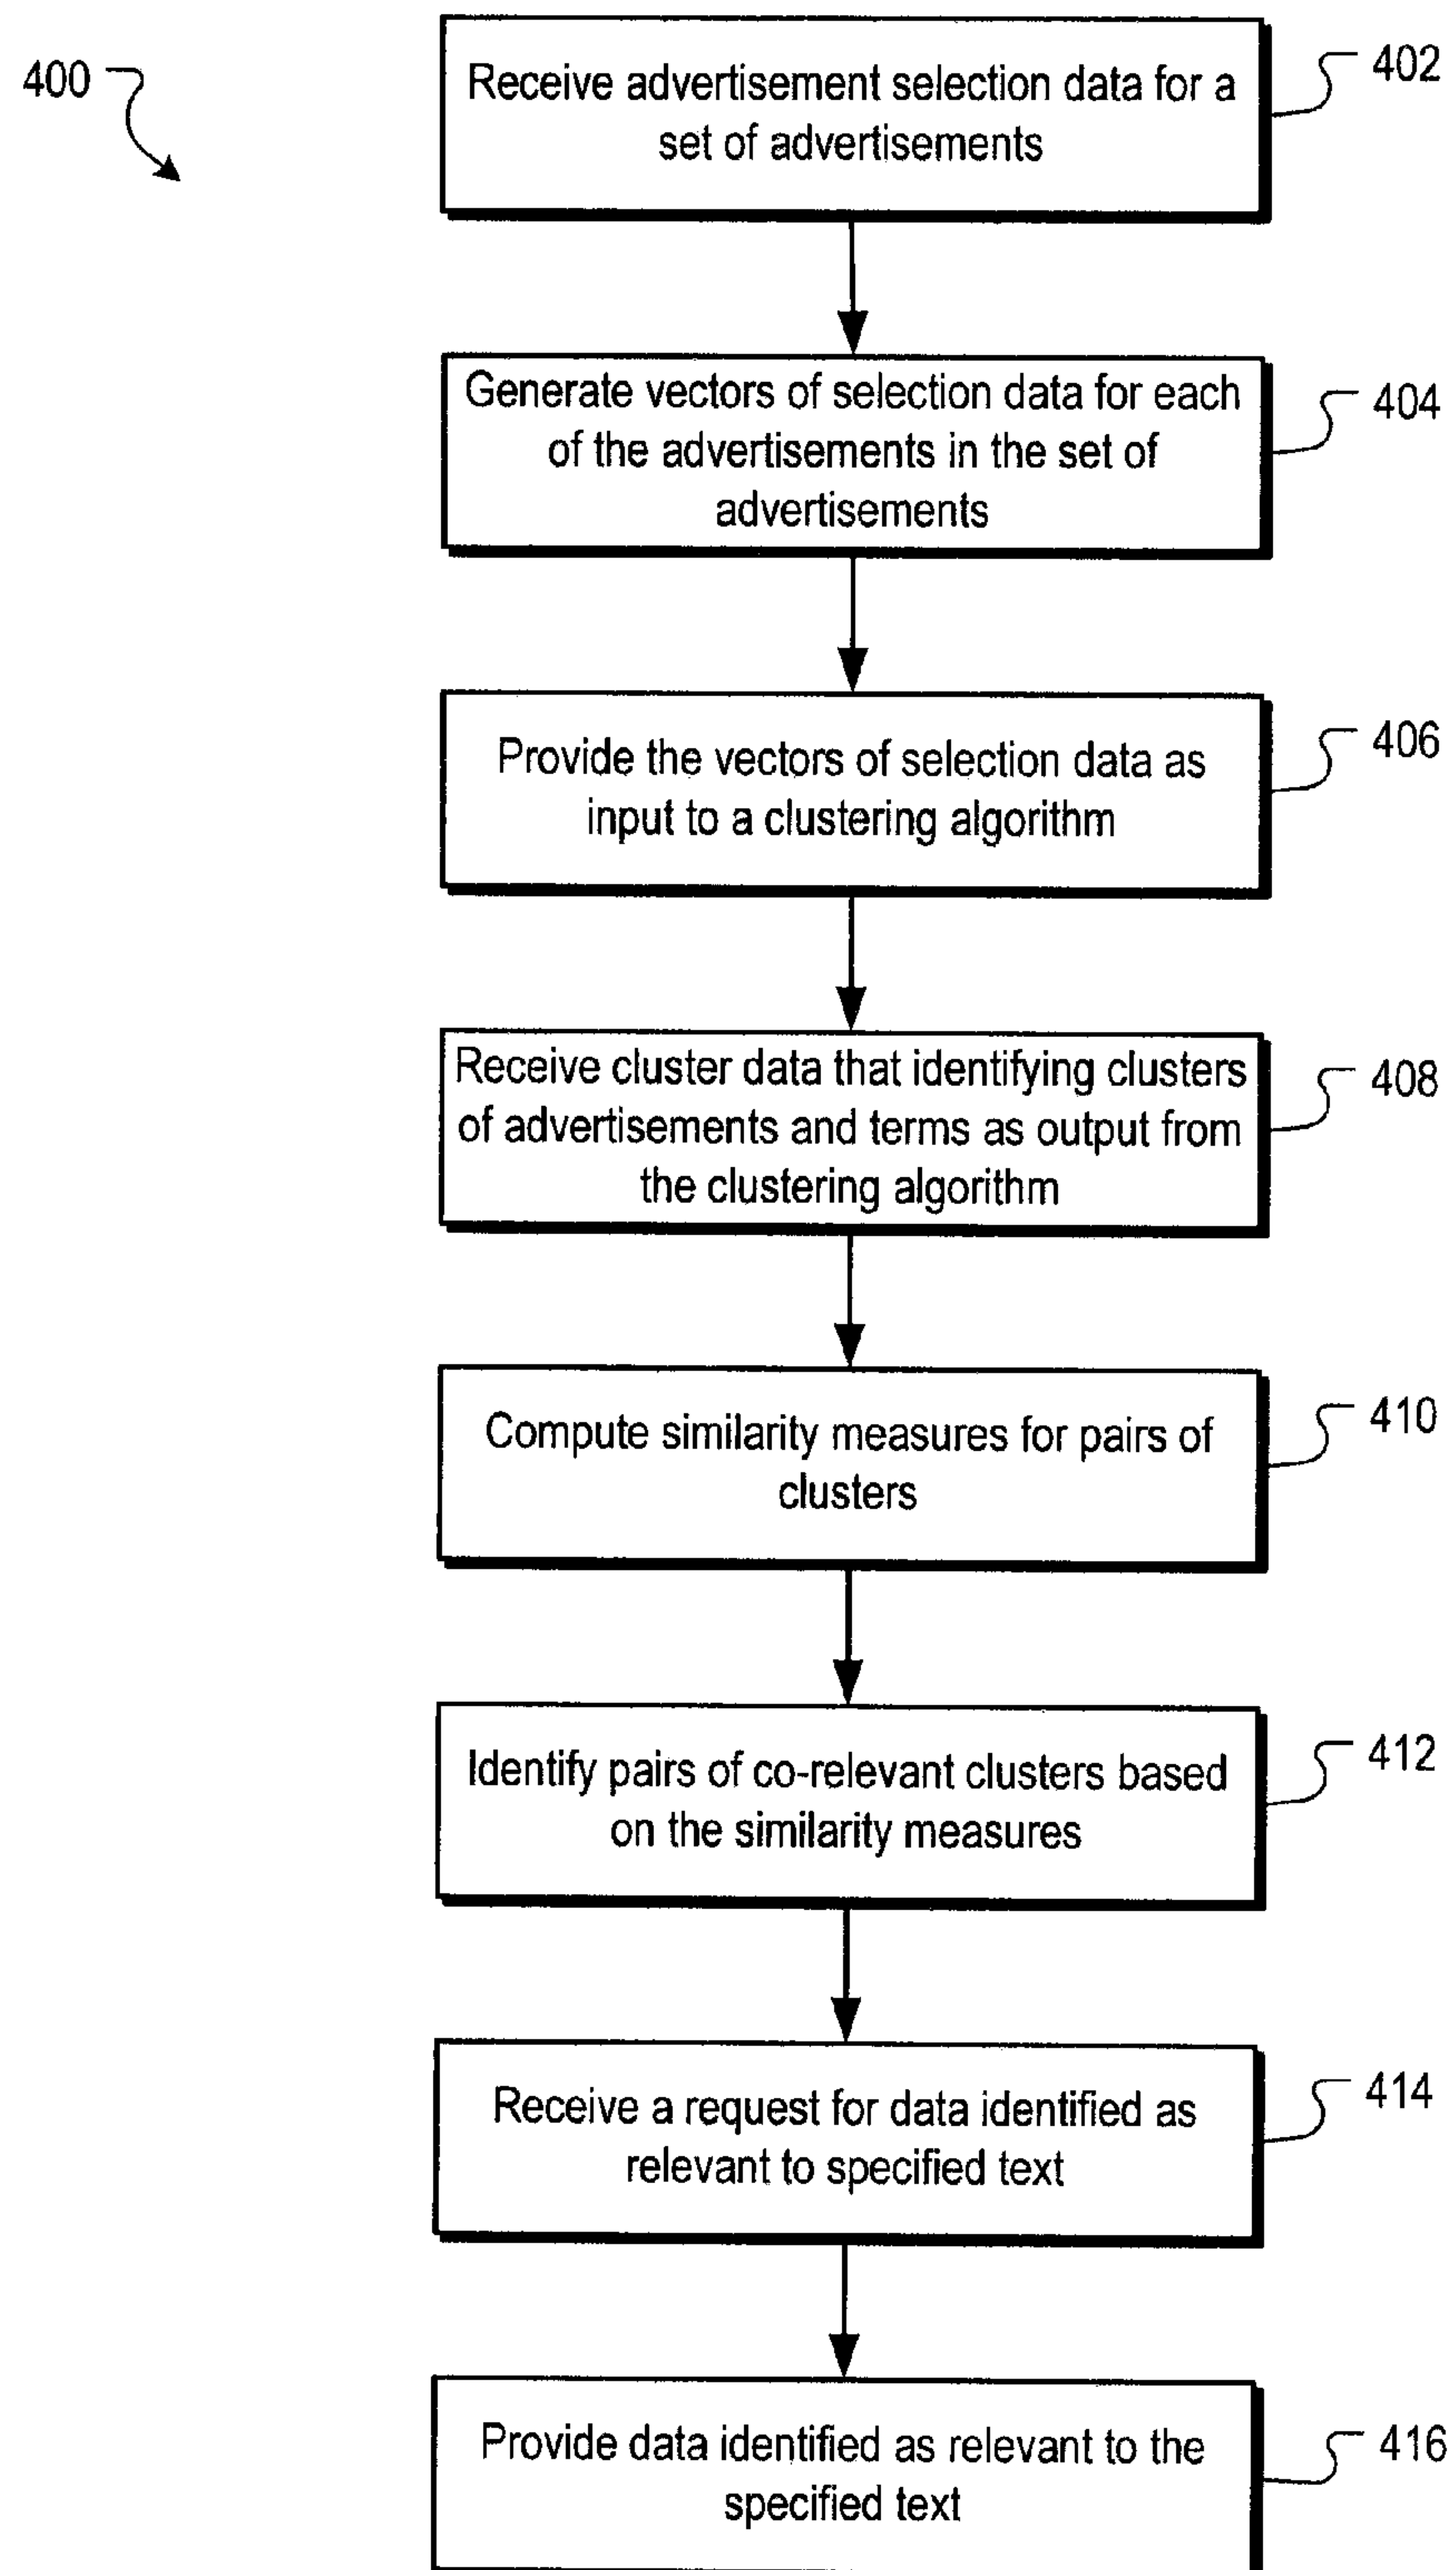 400
Receive advertisement selection data for a
set of advertisements
402
Generate vectors of selection data for each
of the advertisements in the set of
advertisements
404
Provide the vectors of selection data as
input to a clustering algorithm
406
Receive cluster data that identifying clusters
of advertisements and terms as output from
the clustering algorithm
408
Compute similarity measures for pairs of
clusters
410
Identify pairs of co-relevant clusters based
on the similarity measures
412
Receive a request for data identified as
relevant to specified text
414
Provide data identified as relevant to the
specified text
416